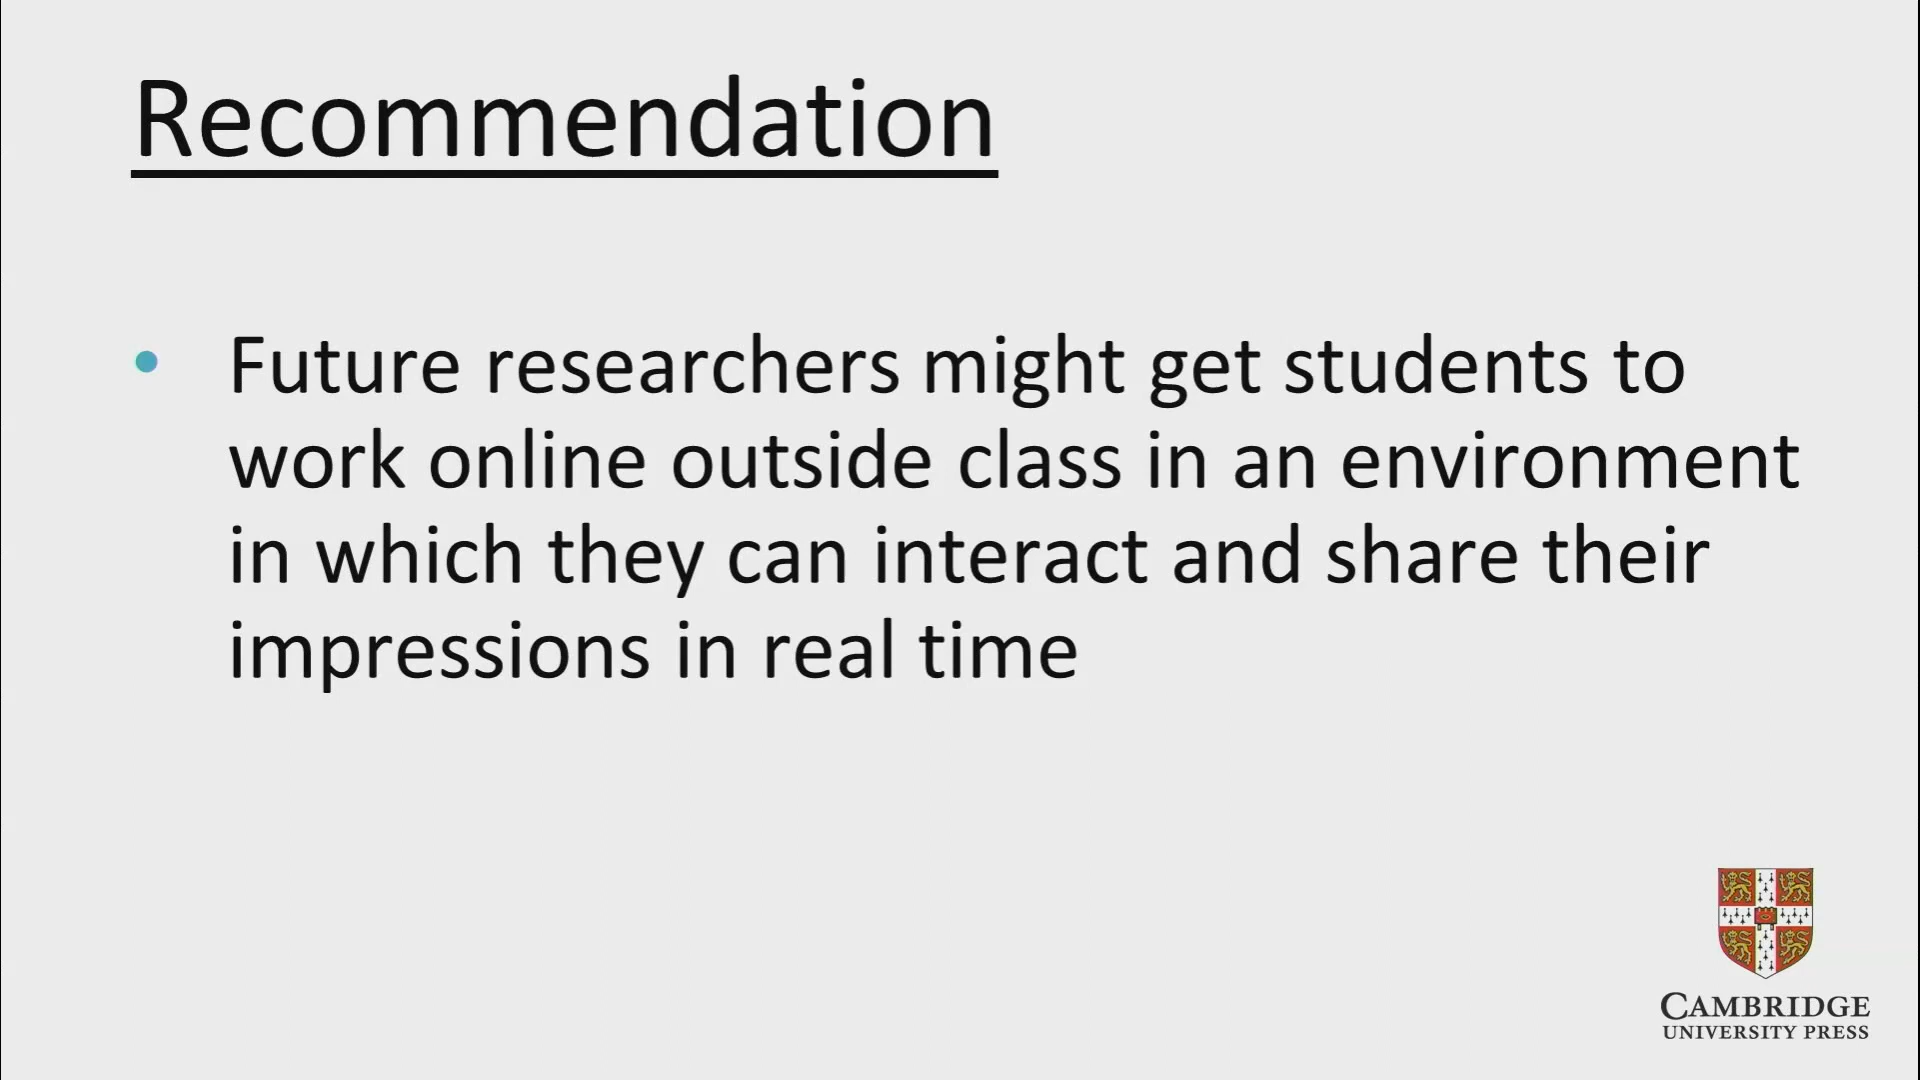 Recommendation
• Future researchers might get students to
work online outside class in an environment
in which they can interact and share their
impressions in real time
CAMBRIDGE
UNIVERSITY PRESS